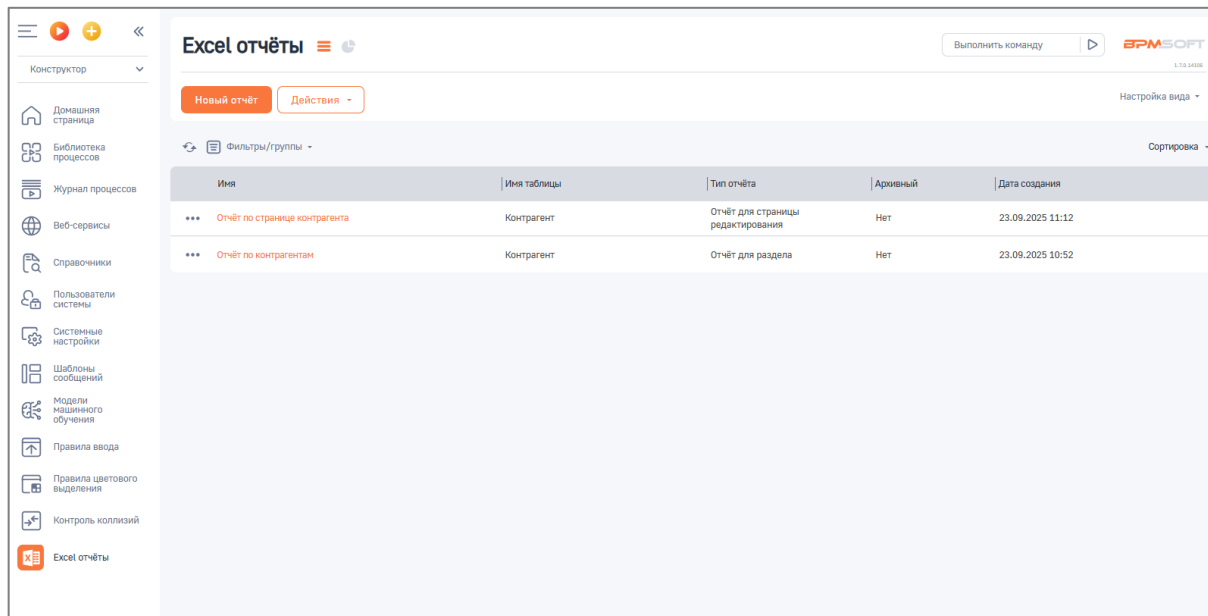 Конструктор
Домашняя
страница
Библиотека
процессов
Журнал процессов
Веб-сервисы
Справочники
Пользователи
системы
Системные
настройки
Шаблоны
сообщений
Модели
машинного
обучения
Правила ввода
Правила цветового
выделения
Контроль коллизий
Excel отчёты
Excel отчёты
Выполнить команду
BPMSOFT
Новый отчёт
Действия
Настройка вида
Фильтры/группы
Сортировка
Имя Имя таблицы Тип отчёта Архивный Дата создания
Отчёт по странице контрагента Контрагент Отчёт для страницы
редактирования Нет 23.09.2025 11:12
Отчёт по контрагентам Контрагент Отчёт для раздела Нет 23.09.2025 10:52